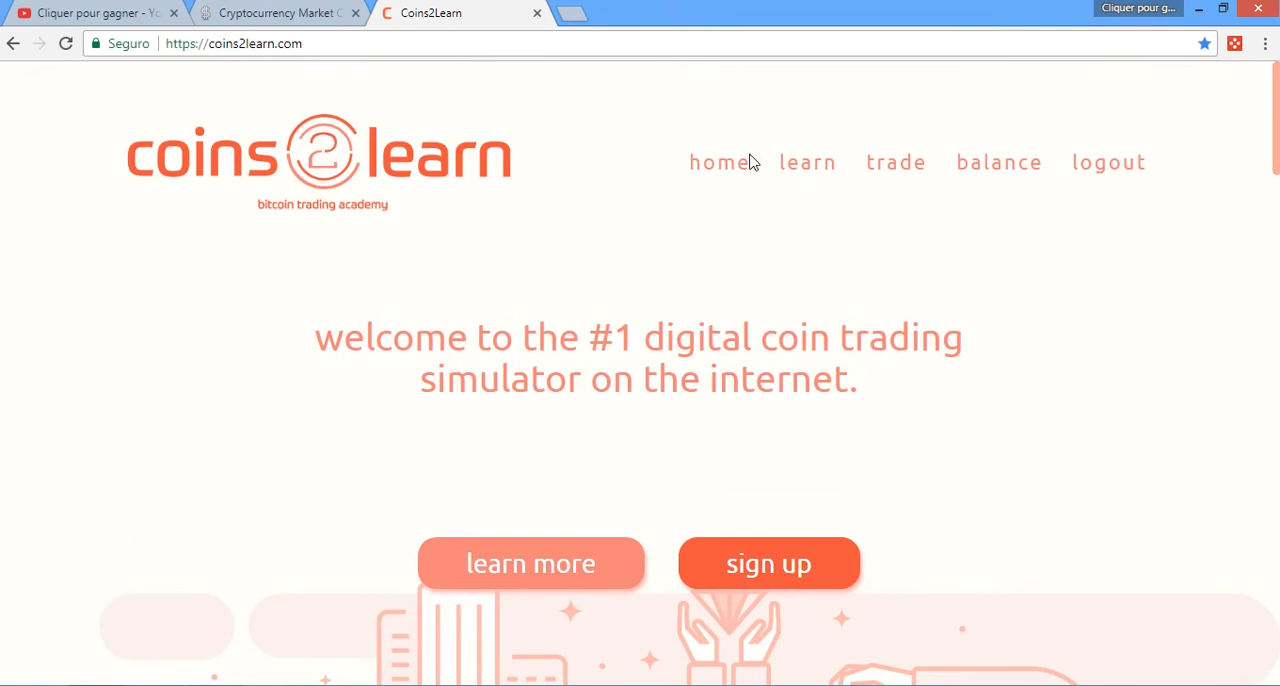 Cliquer pour gagner - Yo
Cryptocurrency Market C
Coins2Learn
Cliquer pour g...
Seguro
https://coins2learn.com
coins2learn
bitcoin trading academy
home
learn
trade
balance
logout
welcome to the #1 digital coin trading
simulator on the internet.
learn more
sign up